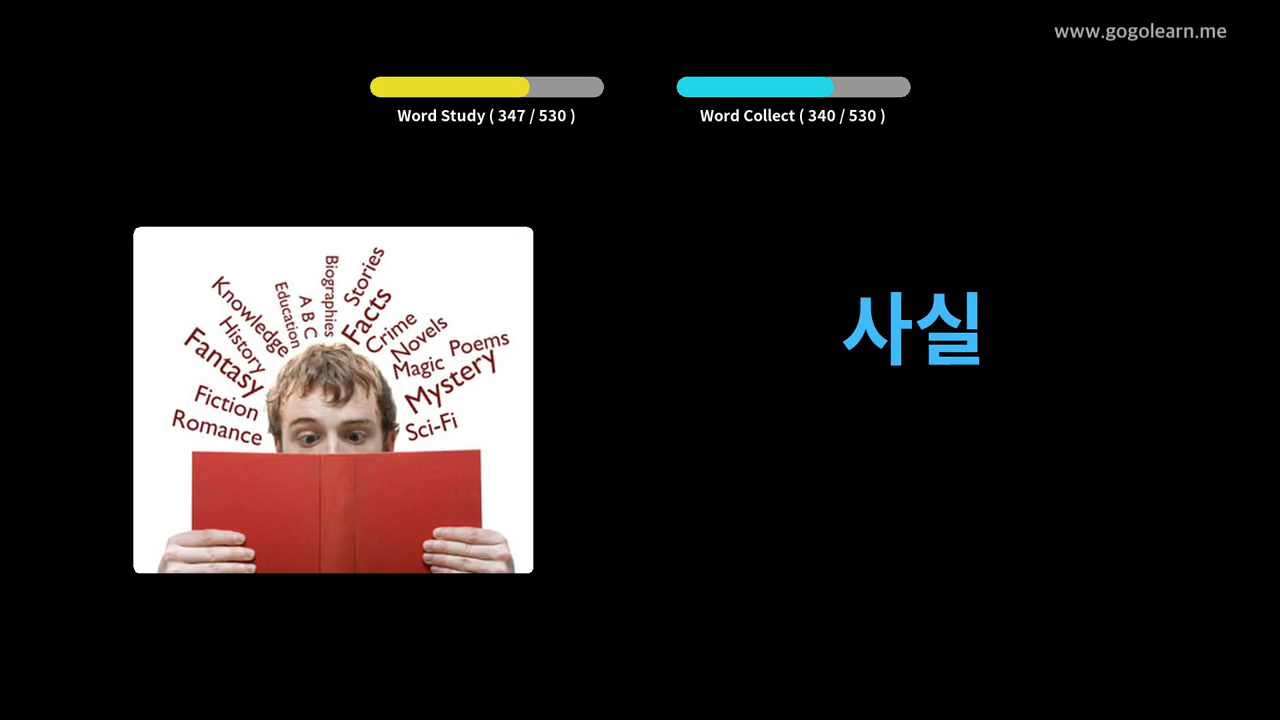 www.gogolearn.me
Word Study ( 347 / 530 )
Word Collect ( 340 / 530 )
Knowledge
Education
A B C
Biographies
Stories
Facts
Crime
Novels
Poems
History
Magic
Fantasy
Mystery
Fiction
Romance
Sci-Fi
사실